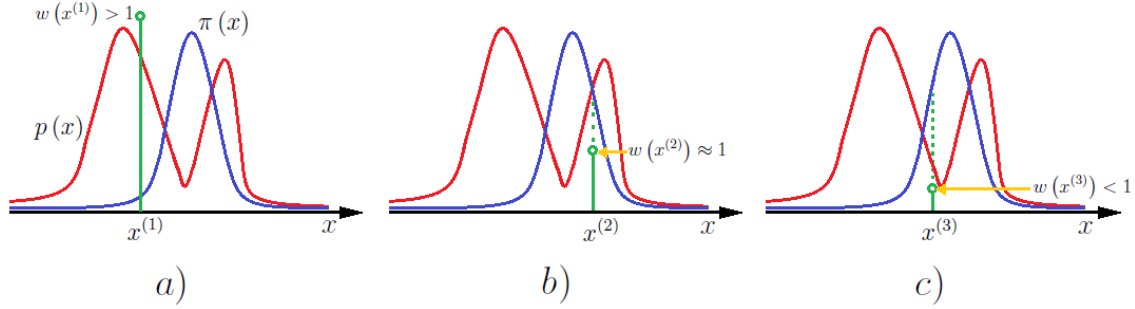 w(x⁽¹⁾) > 1
π(x)
p(x)
x⁽¹⁾
x
a)
w(x⁽²⁾) ≈ 1
x⁽²⁾
x
b)
w(x⁽³⁾) < 1
x⁽³⁾
x
c)